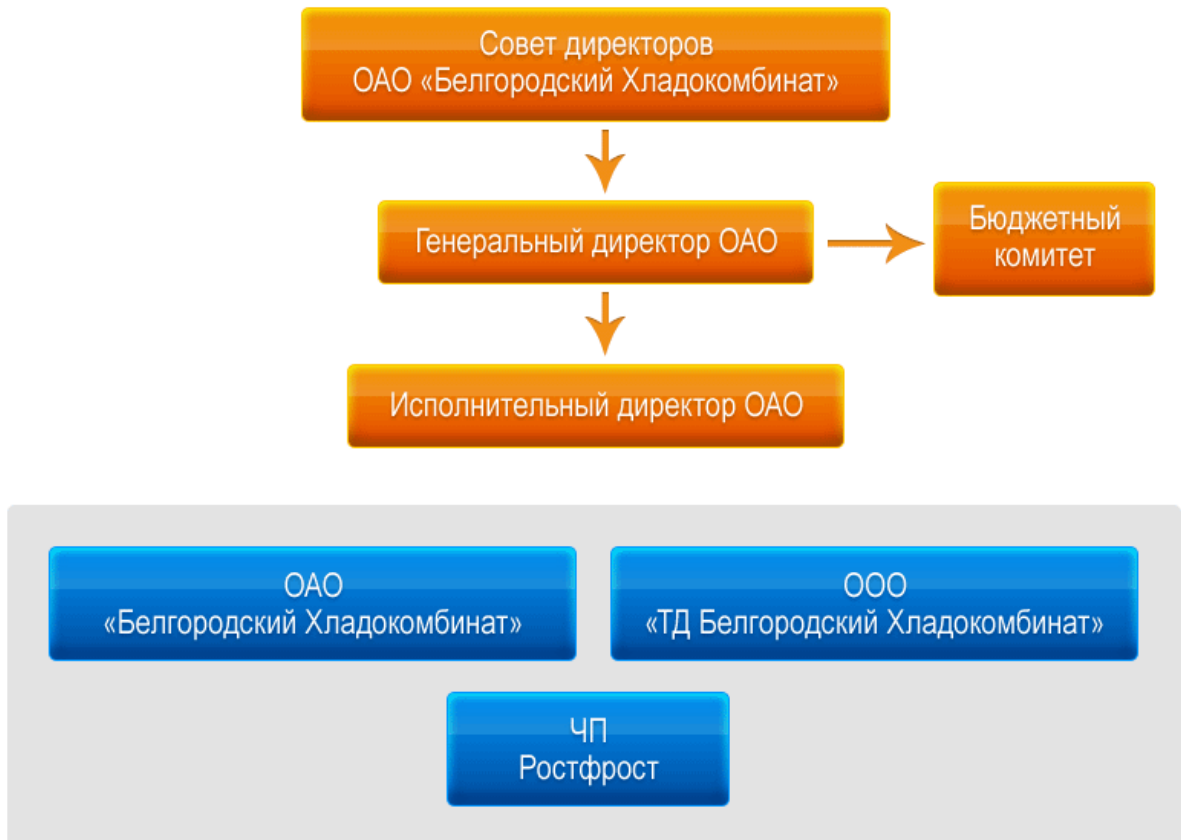 Совет директоров
ОАО «Белгородский Хладокомбинат»
Генеральный директор ОАО
Бюджетный
комитет
Исполнительный директор ОАО
ОАО
«Белгородский Хладокомбинат»
ООО
«ТД Белгородский Хладокомбинат»
ЧП
Ростфрост